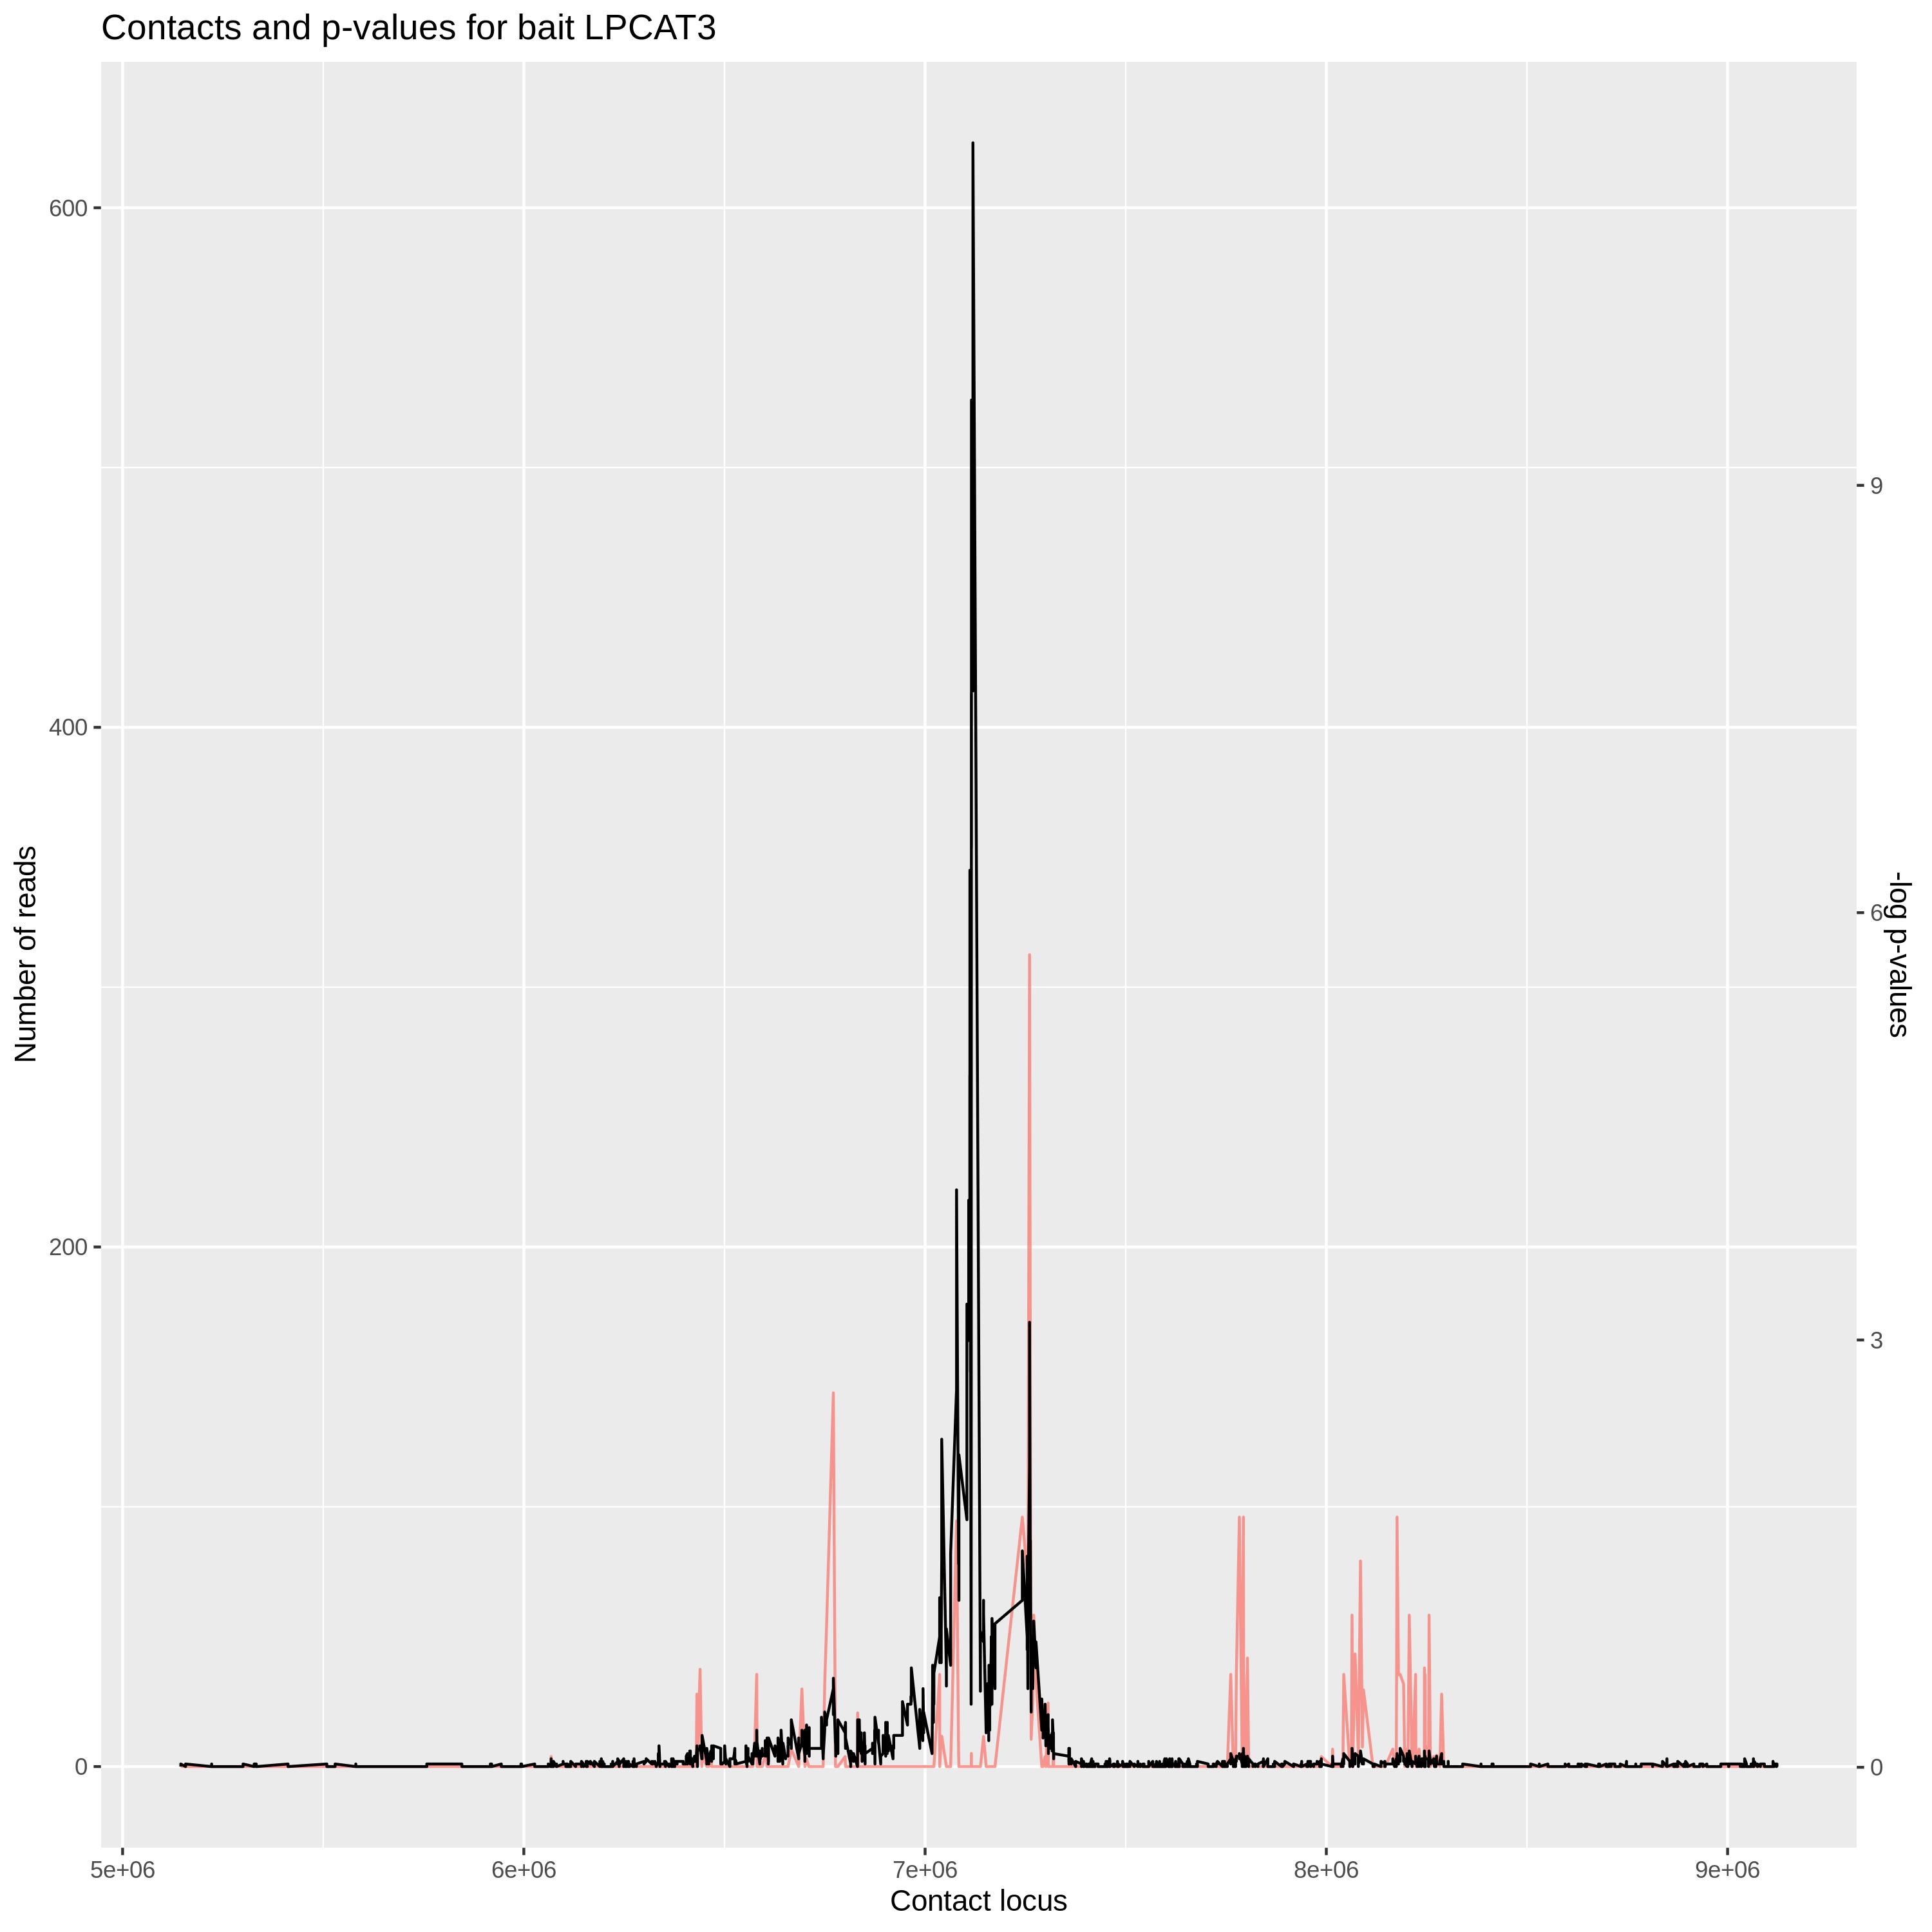 Contacts and p-values for bait LPCAT3
600
400
200
0
Number of reads
9
6
3
0
-log p-values
5e+06
6e+06
7e+06
8e+06
9e+06
Contact locus